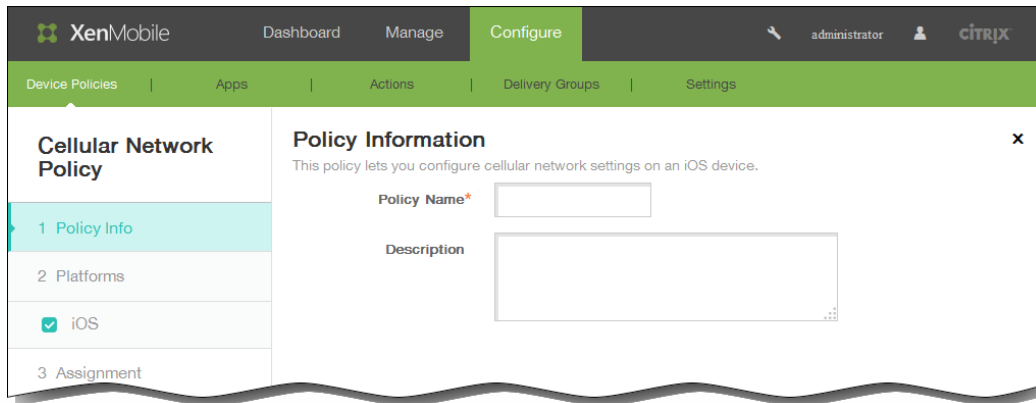 XenMobile Dashboard Manage Configure administrator CİTRIX
Device Policies | Apps | Actions | Delivery Groups | Settings
Cellular Network
Policy
1 Policy Info
2 Platforms
iOS
3 Assignment
Policy Information
This policy lets you configure cellular network settings on an iOS device.
Policy Name*
Description